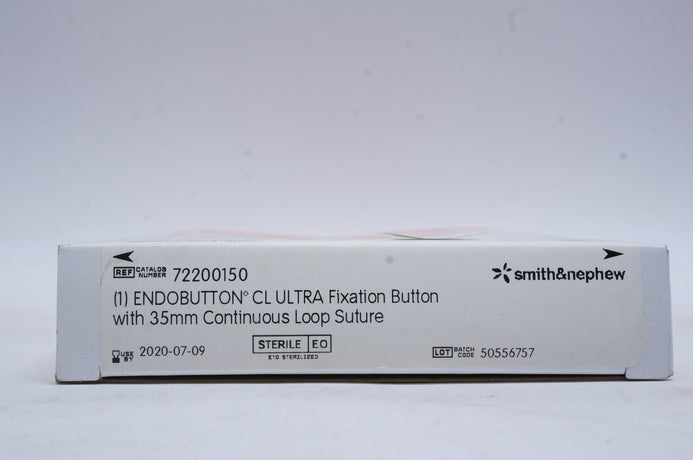 REF CATALOG NUMBER 72200150
smith&nephew
(1) ENDOBUTTON® CL ULTRA Fixation Button
with 35mm Continuous Loop Suture
USE BY 2020-07-09
STERILE EO
ETO STERILIZED
LOT BATCH CODE 50556757